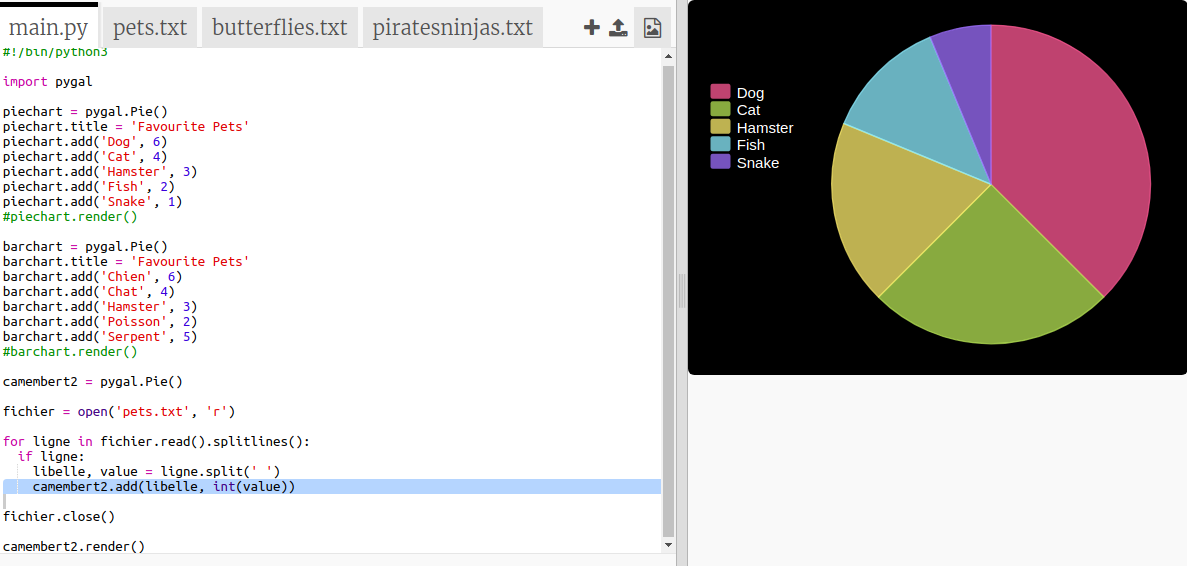 main.py pets.txt butterflies.txt piratesninjas.txt
#!/bin/python3
import pygal
piechart = pygal.Pie()
piechart.title = 'Favourite Pets'
piechart.add('Dog', 6)
piechart.add('Cat', 4)
piechart.add('Hamster', 3)
piechart.add('Fish', 2)
piechart.add('Snake', 1)
#piechart.render()
barchart = pygal.Pie()
barchart.title = 'Favourite Pets'
barchart.add('Chien', 6)
barchart.add('Chat', 4)
barchart.add('Hamster', 3)
barchart.add('Poisson', 2)
barchart.add('Serpent', 5)
#barchart.render()
camembert2 = pygal.Pie()
fichier = open('pets.txt', 'r')
for ligne in fichier.read().splitlines():
  if ligne:
    libelle, value = ligne.split(' ')
    camembert2.add(libelle, int(value))
fichier.close()
camembert2.render()
Dog
Cat
Hamster
Fish
Snake